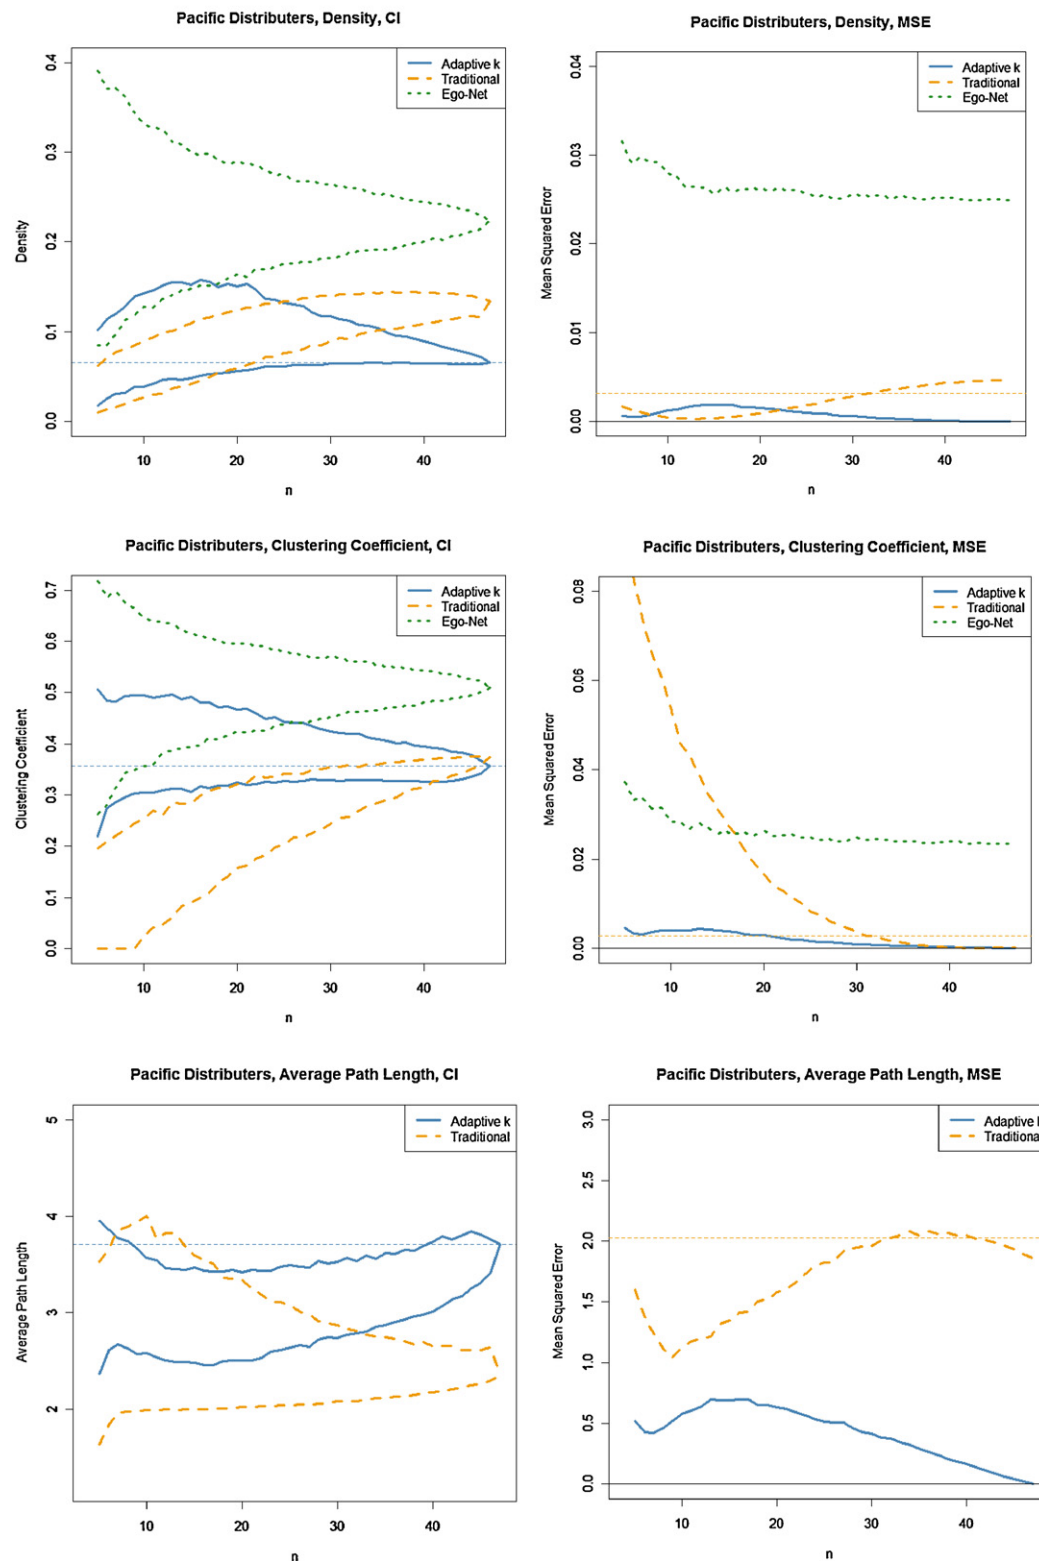 Pacific Distributers, Density, CI
Density
0.4
0.3
0.2
0.1
0.0
Adaptive k
Traditional
Ego-Net
10 20 30 40
n
Pacific Distributers, Density, MSE
Mean Squared Error
0.04
0.03
0.02
0.01
0.00
Adaptive k
Traditional
Ego-Net
10 20 30 40
n
Pacific Distributers, Clustering Coefficient, CI
Clustering Coefficient
0.7
0.6
0.5
0.4
0.3
0.2
0.1
0.0
Adaptive k
Traditional
Ego-Net
10 20 30 40
n
Pacific Distributers, Clustering Coefficient, MSE
Mean Squared Error
0.08
0.06
0.04
0.02
0.00
Adaptive k
Traditional
Ego-Net
10 20 30 40
n
Pacific Distributers, Average Path Length, CI
Average Path Length
5
4
3
2
Adaptive k
Traditional
10 20 30 40
n
Pacific Distributers, Average Path Length, MSE
Mean Squared Error
3.0
2.5
2.0
1.5
1.0
0.5
0.0
Adaptive
Traditional
10 20 30 40
n